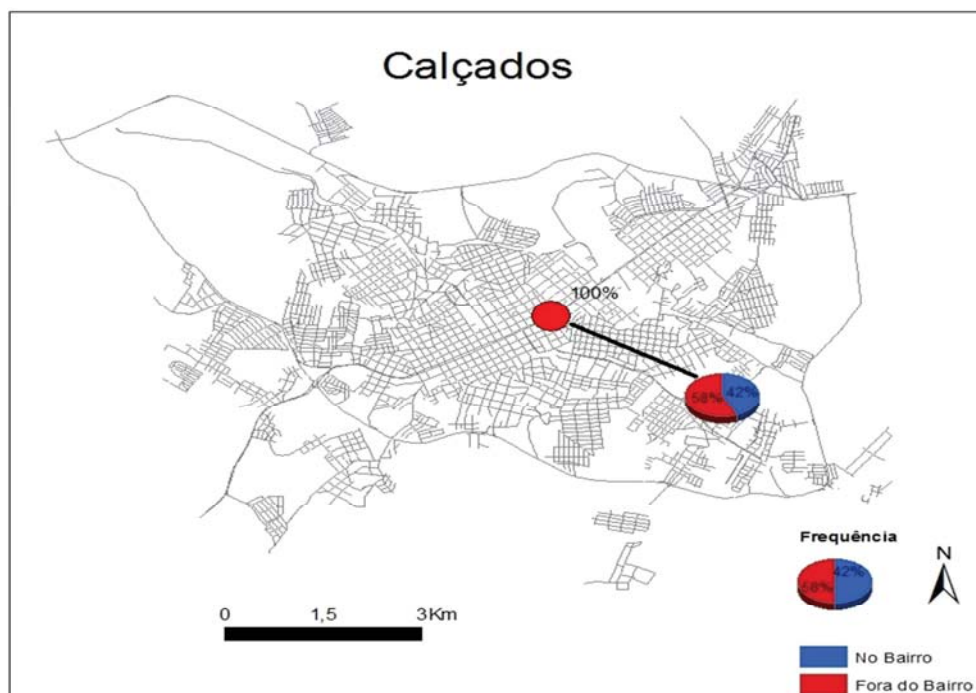 Calçados
100%
58%
42%
Frequência
58%
42%
N
0 1,5 3Km
No Bairro
Fora do Bairro